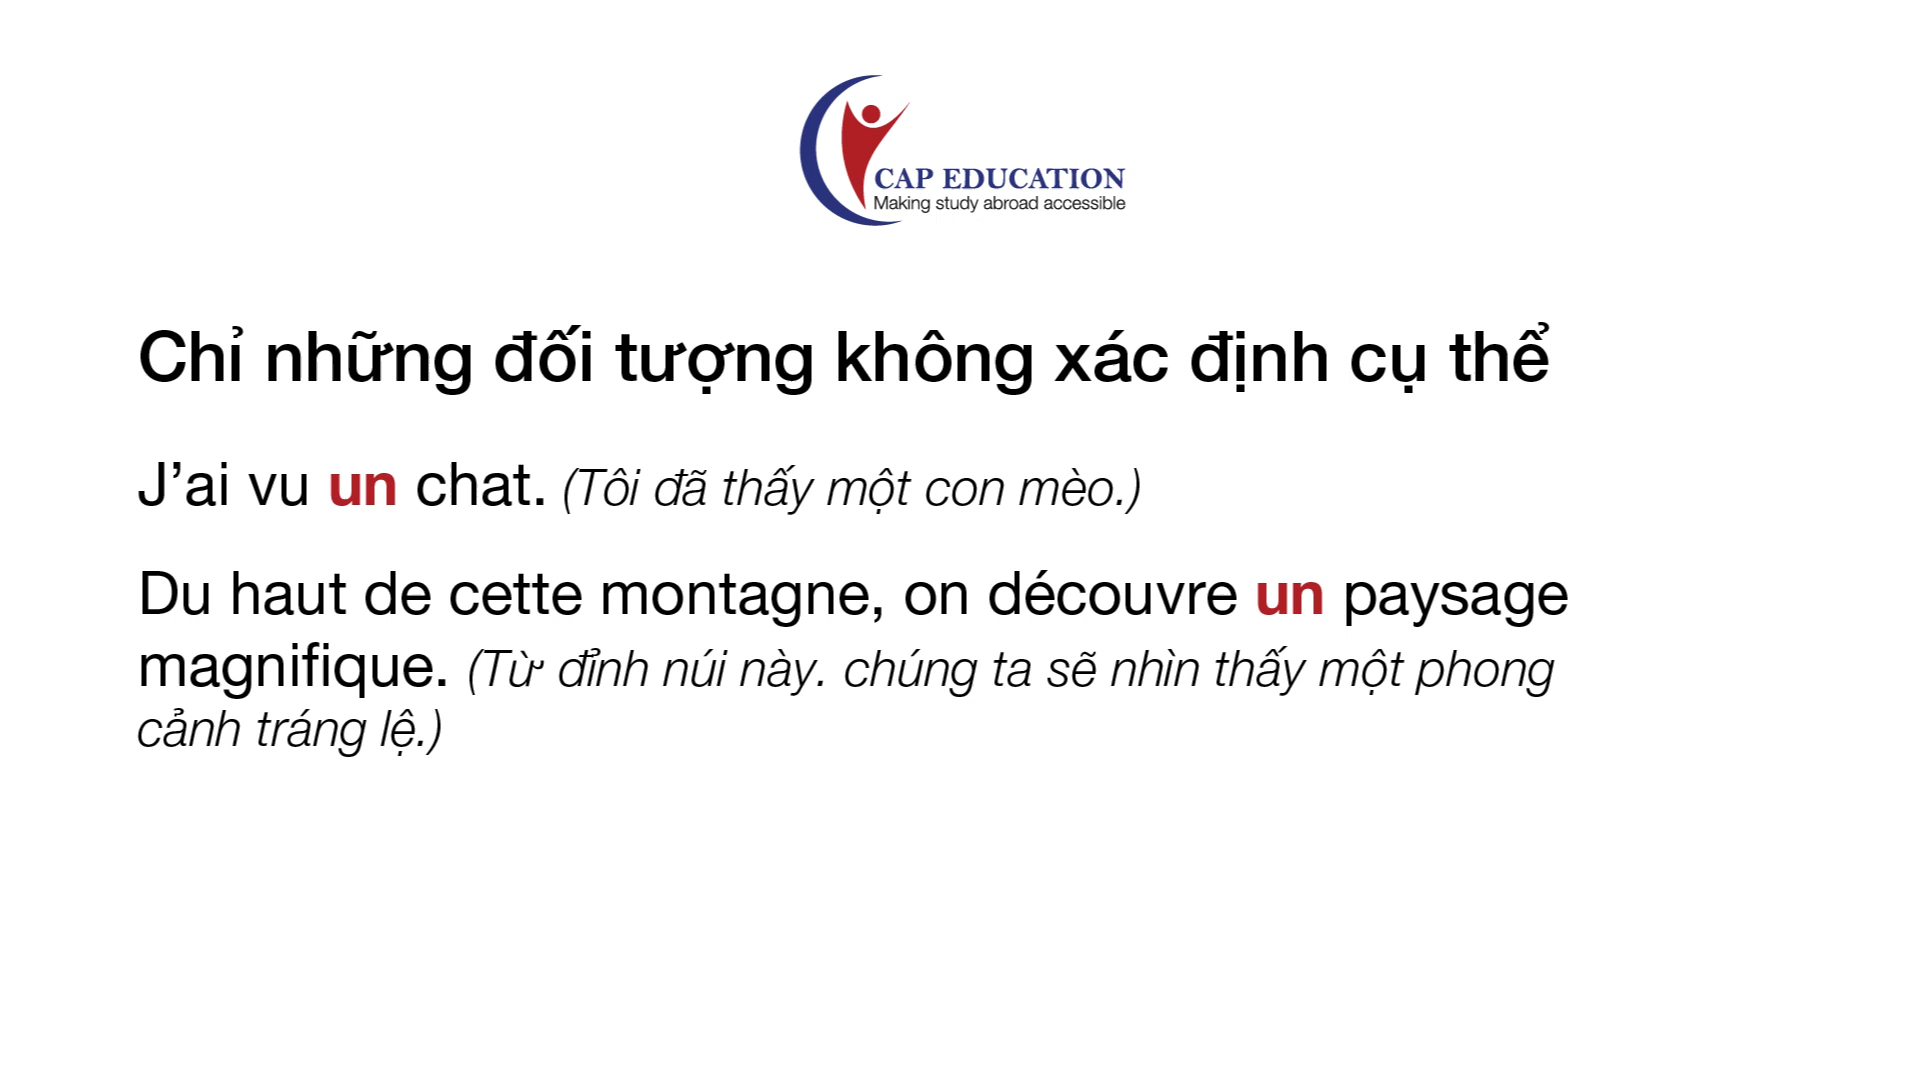 CAP EDUCATION
Making study abroad accessible
Chỉ những đối tượng không xác định cụ thể
J’ai vu un chat. (Tôi đã thấy một con mèo.)
Du haut de cette montagne, on découvre un paysage
magnifique. (Từ đỉnh núi này. chúng ta sẽ nhìn thấy một phong
cảnh tráng lệ.)